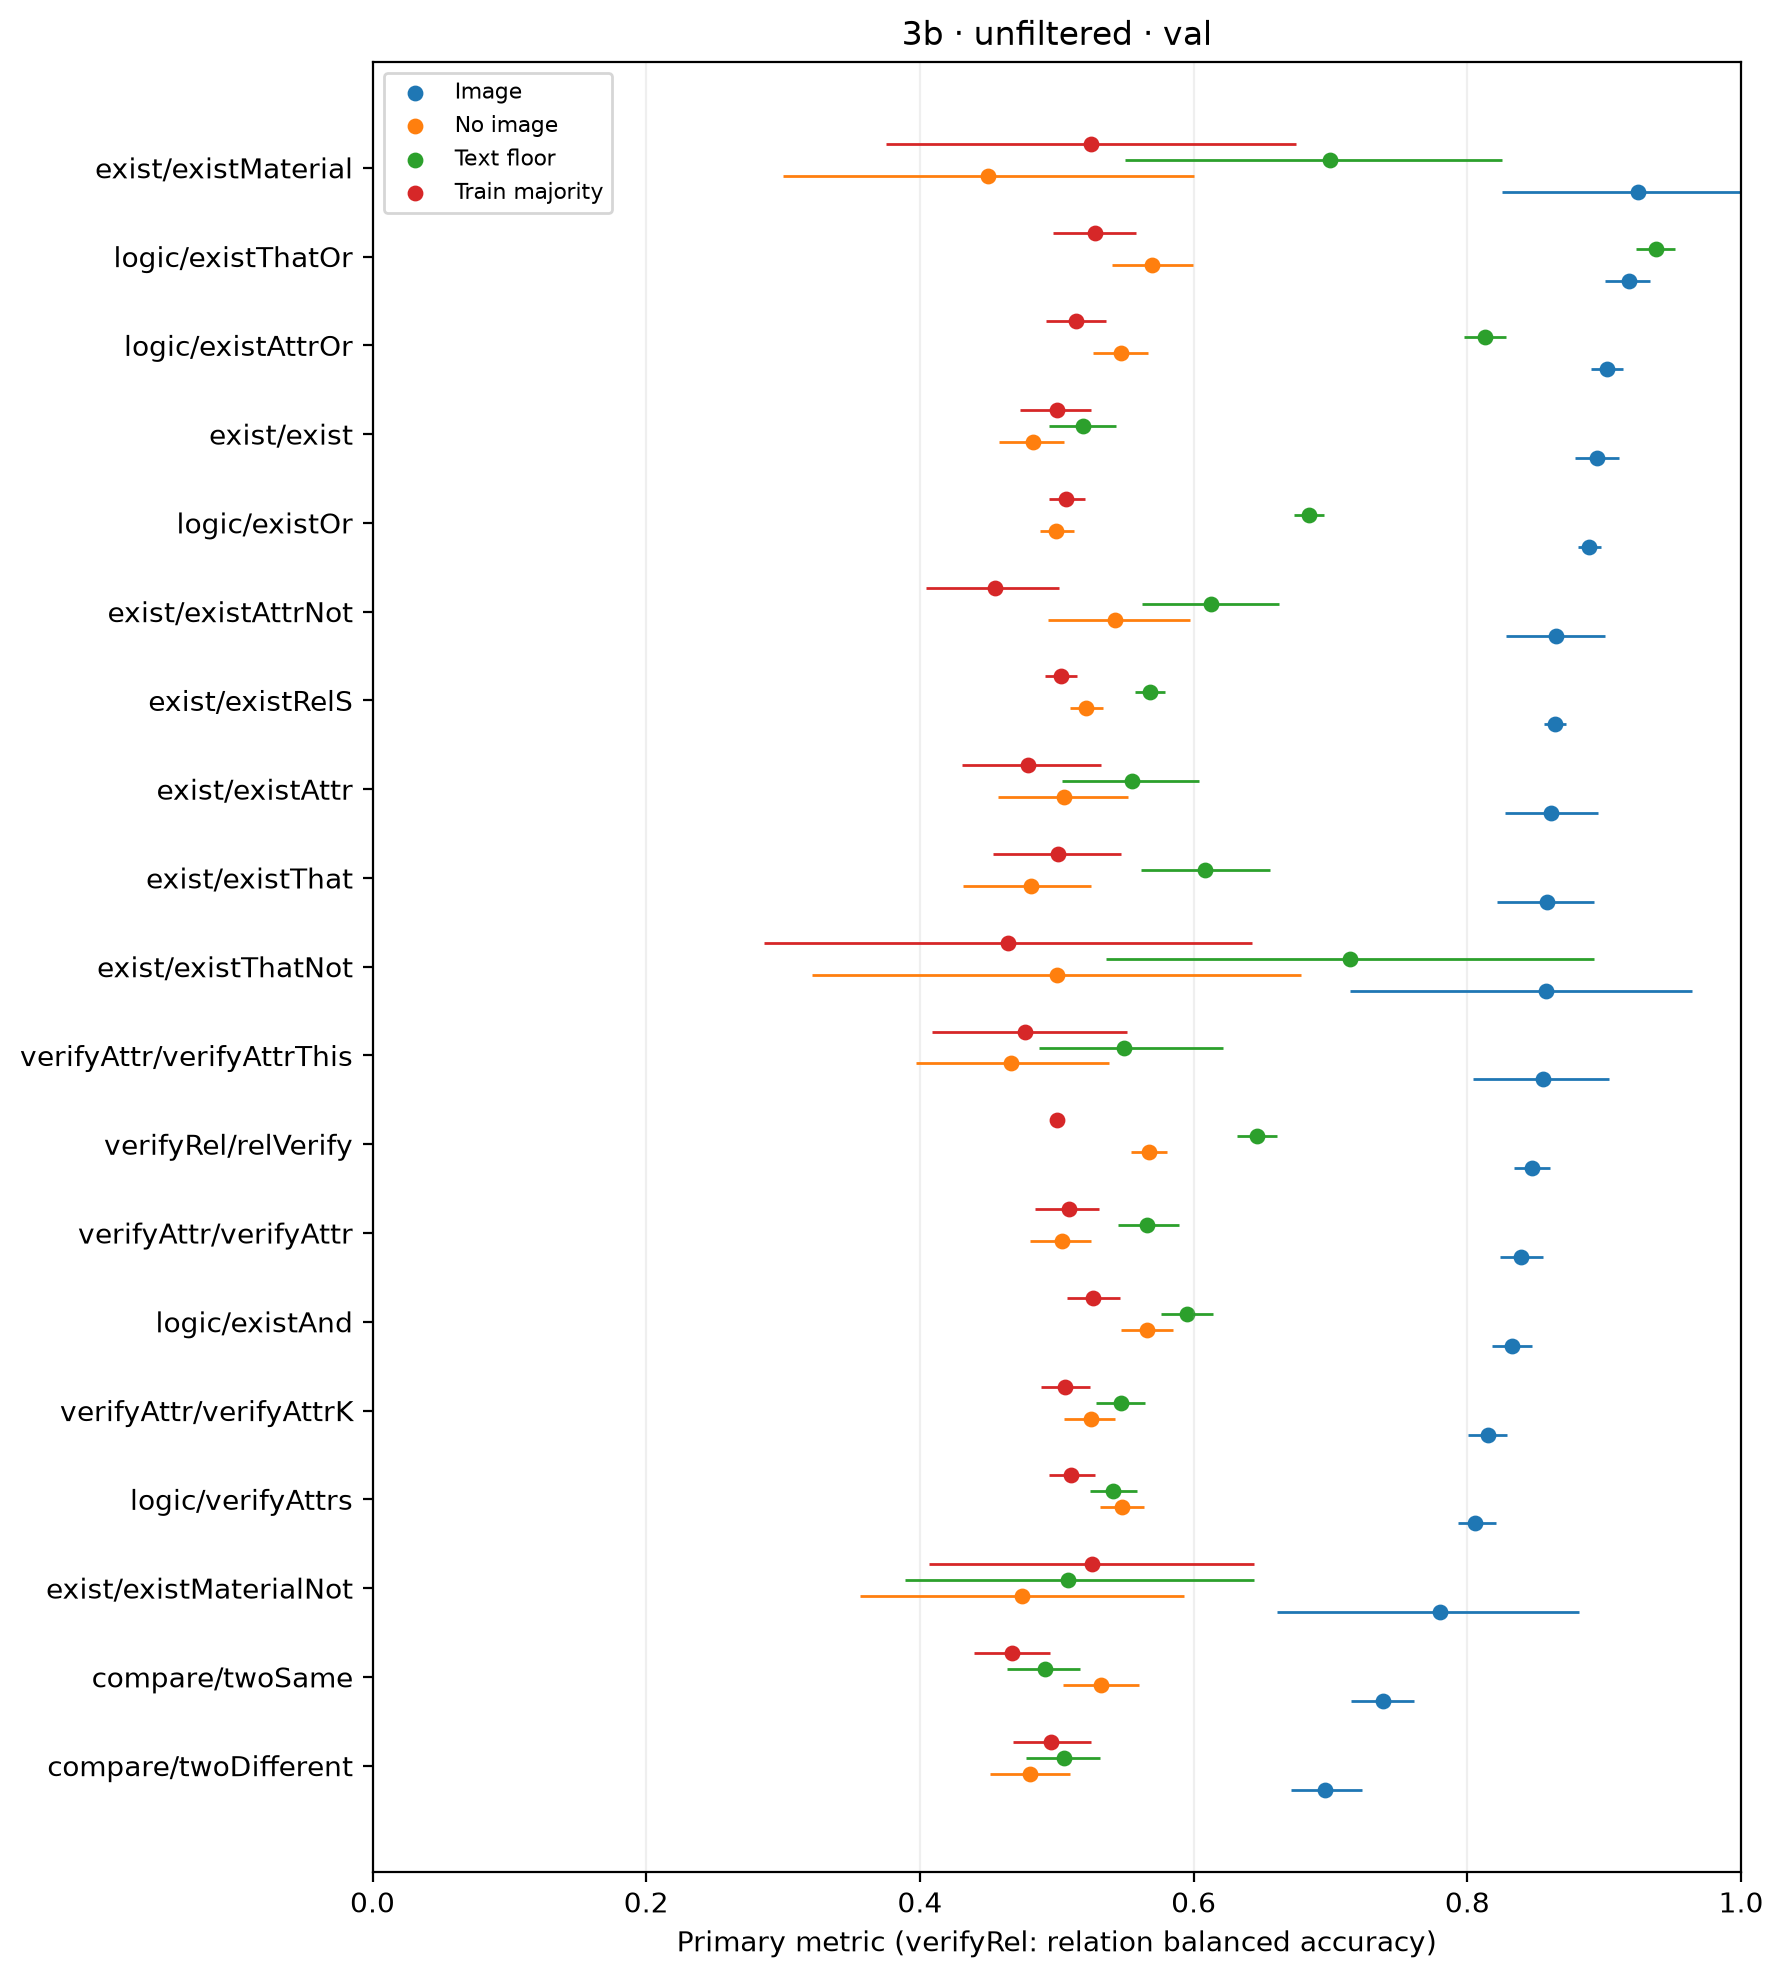 3b · unfiltered · val
Image
No image
Text floor
Train majority
exist/existMaterial
logic/existThatOr
logic/existAttrOr
exist/exist
logic/existOr
exist/existAttrNot
exist/existRelS
exist/existAttr
exist/existThat
exist/existThatNot
verifyAttr/verifyAttrThis
verifyRel/relVerify
verifyAttr/verifyAttr
logic/existAnd
verifyAttr/verifyAttrK
logic/verifyAttrs
exist/existMaterialNot
compare/twoSame
compare/twoDifferent
0.0 0.2 0.4 0.6 0.8 1.0
Primary metric (verifyRel: relation balanced accuracy)